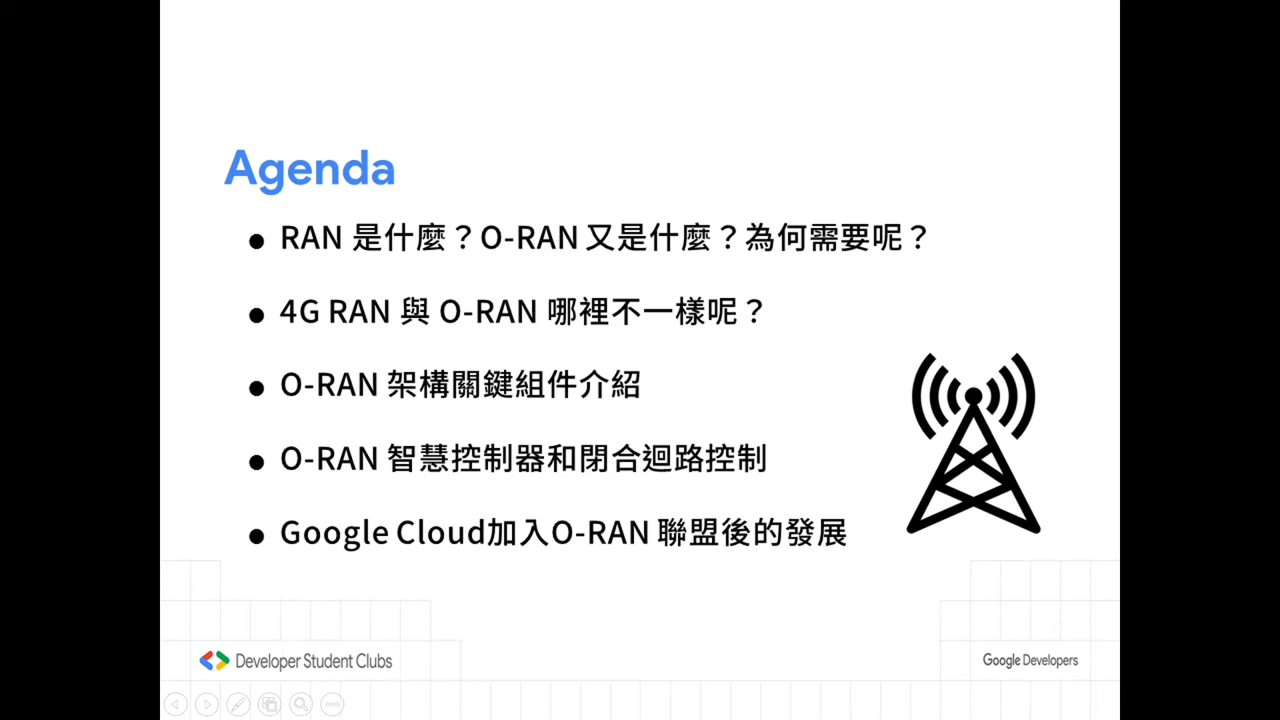 Agenda
● RAN 是什麼？O-RAN 又是什麼？為何需要呢？
● 4G RAN 與 O-RAN 哪裡不一樣呢？
● O-RAN 架構關鍵組件介紹
● O-RAN 智慧控制器和閉合迴路控制
● Google Cloud加入O-RAN 聯盟後的發展
Developer Student Clubs
Google Developers